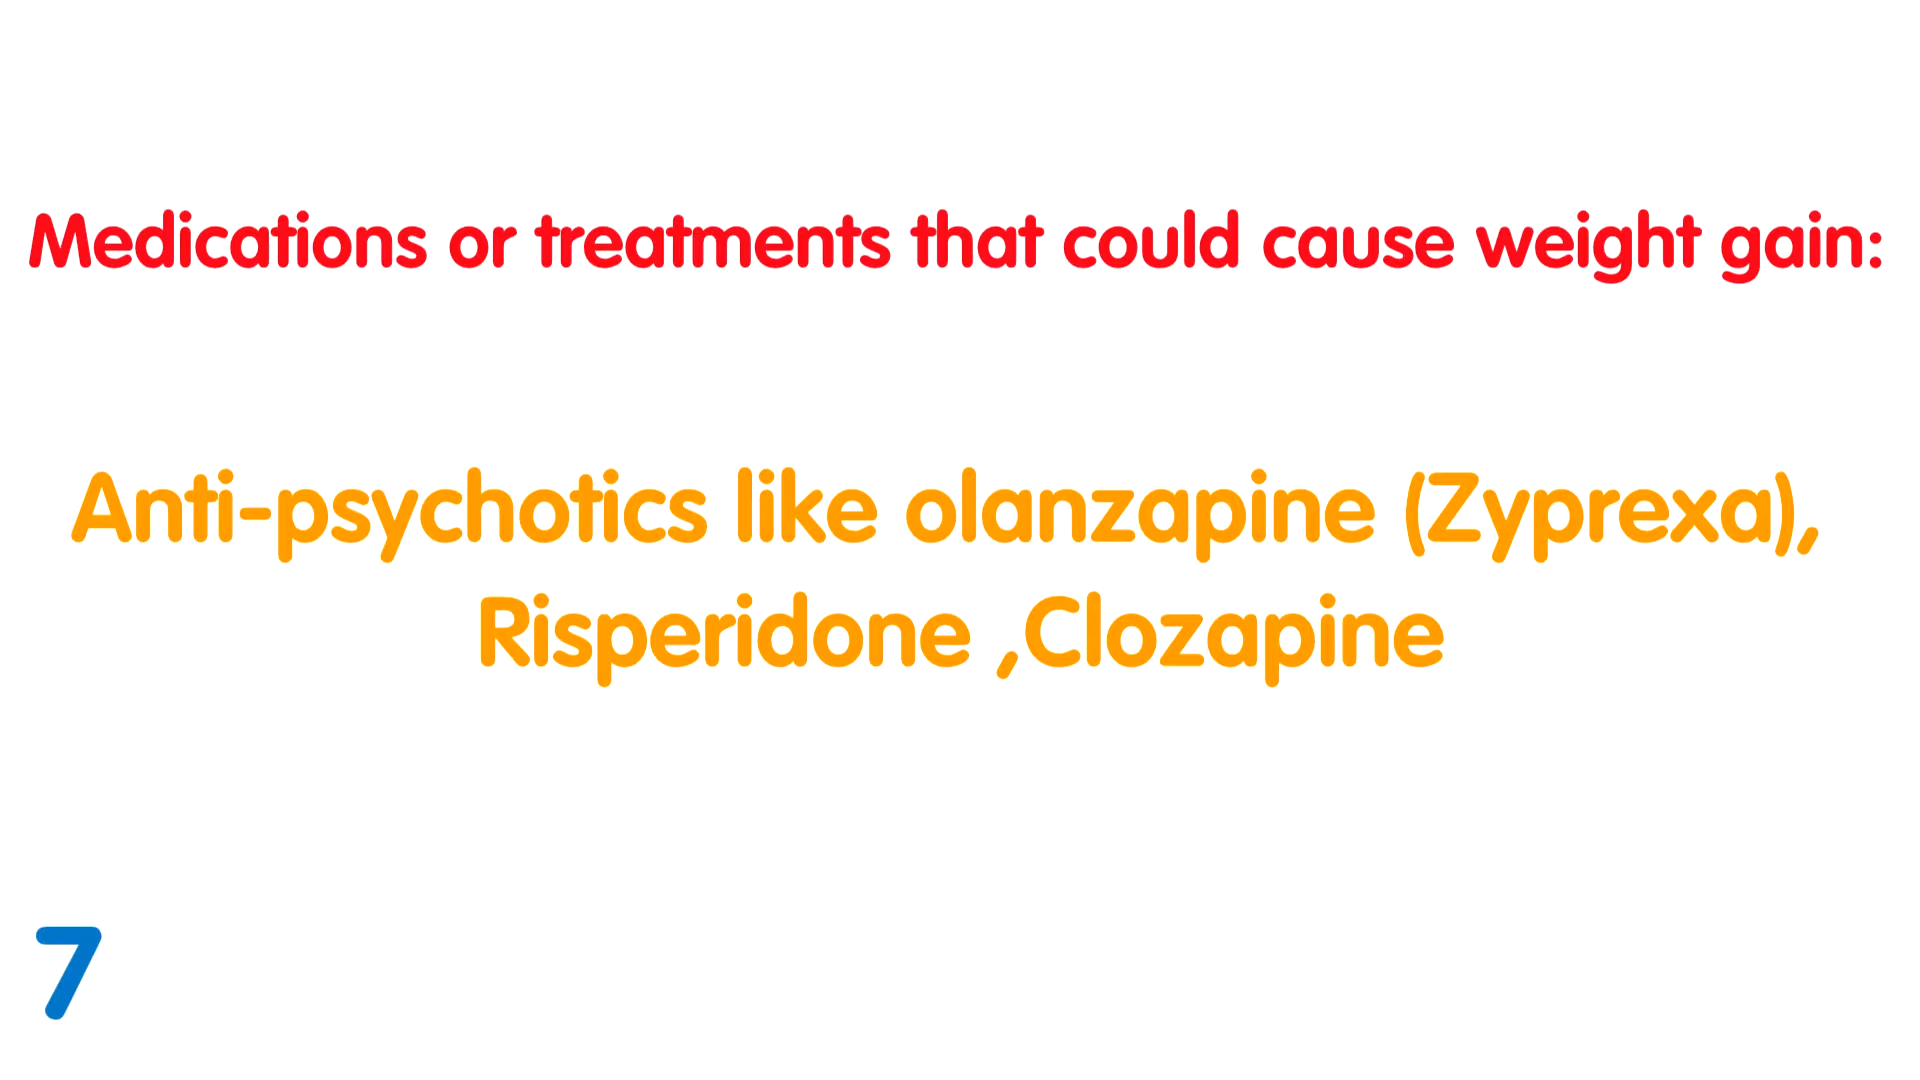 Medications or treatments that could cause weight gain:
Anti-psychotics like olanzapine (Zyprexa),
Risperidone ,Clozapine
7